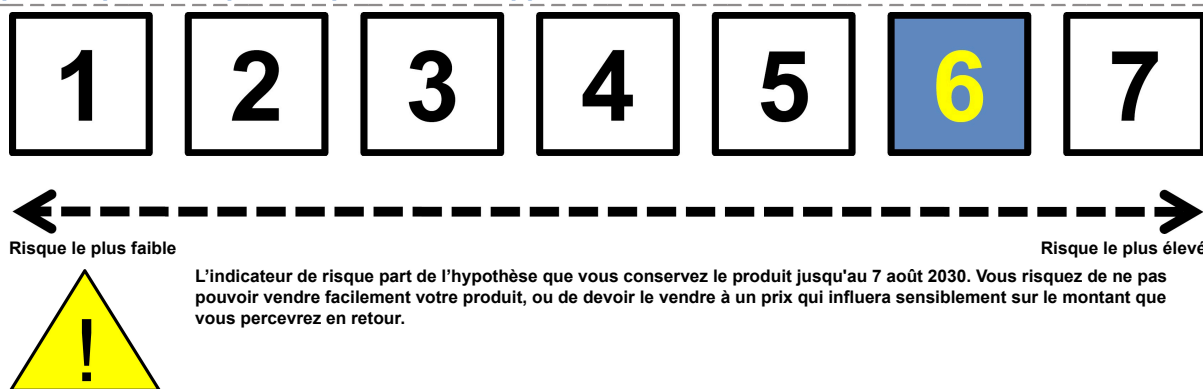 1 2 3 4 5 6 7
Risque le plus faible
Risque le plus élevé
L’indicateur de risque part de l’hypothèse que vous conservez le produit jusqu'au 7 août 2030. Vous risquez de ne pas
pouvoir vendre facilement votre produit, ou de devoir le vendre à un prix qui influera sensiblement sur le montant que
vous percevrez en retour.
!